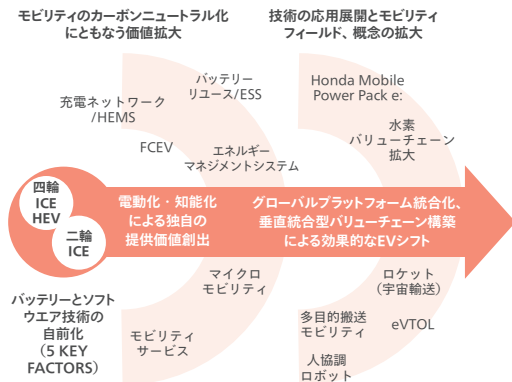 モビリティのカーボンニュートラル化
にともなう価値拡大
技術の応用展開とモビリティ
フィールド、概念の拡大
バッテリー
リユース/ESS
充電ネットワーク
/HEMS
FCEV
エネルギー
マネジメントシステム
Honda Mobile
Power Pack e:
水素
バリューチェーン
拡大
四輪
ICE
HEV
二輪
ICE
電動化・知能化
による独自の
提供価値創出
グローバルプラットフォーム統合化、
垂直統合型バリューチェーン構築
による効果的なEVシフト
バッテリーとソフト
ウエア技術の
自前化
(5 KEY
FACTORS)
マイクロ
モビリティ
モビリティ
サービス
ロケット
(宇宙輸送)
多目的搬送
モビリティ
eVTOL
人協調
ロボット